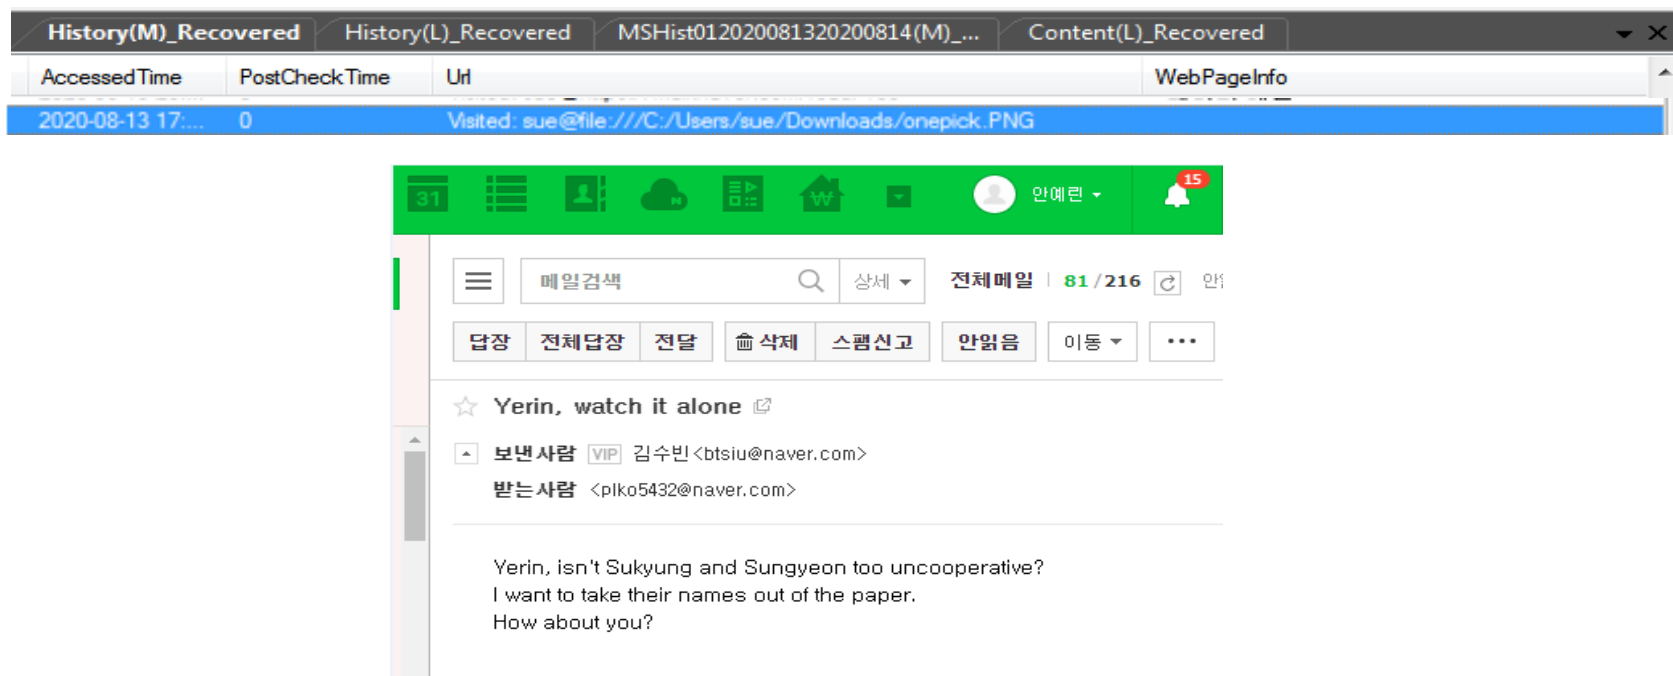 History(M)_Recovered History(L)_Recovered MSHist012020081320200814(M)_... Content(L)_Recovered
AccessedTime PostCheckTime Url WebPageInfo
2020-08-13 17:... 0 Visited: sue@file:///C:/Users/sue/Downloads/onepick.PNG
31 N ₩ 안예린 15
메일검색 상세 전체메일 81/216
답장 전체답장 전달 삭제 스팸신고 안읽음 이동 •••
Yerin, watch it alone
보낸사람 VIP 김수빈<btsiu@naver.com>
받는사람 <plko5432@naver.com>
Yerin, isn't Sukyung and Sungyeon too uncooperative?
I want to take their names out of the paper.
How about you?